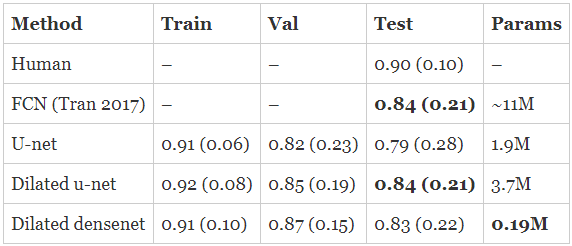 Method Train Val Test Params
Human – – 0.90 (0.10) –
FCN (Tran 2017) – – 0.84 (0.21) ~11M
U-net 0.91 (0.06) 0.82 (0.23) 0.79 (0.28) 1.9M
Dilated u-net 0.92 (0.08) 0.85 (0.19) 0.84 (0.21) 3.7M
Dilated densenet 0.91 (0.10) 0.87 (0.15) 0.83 (0.22) 0.19M